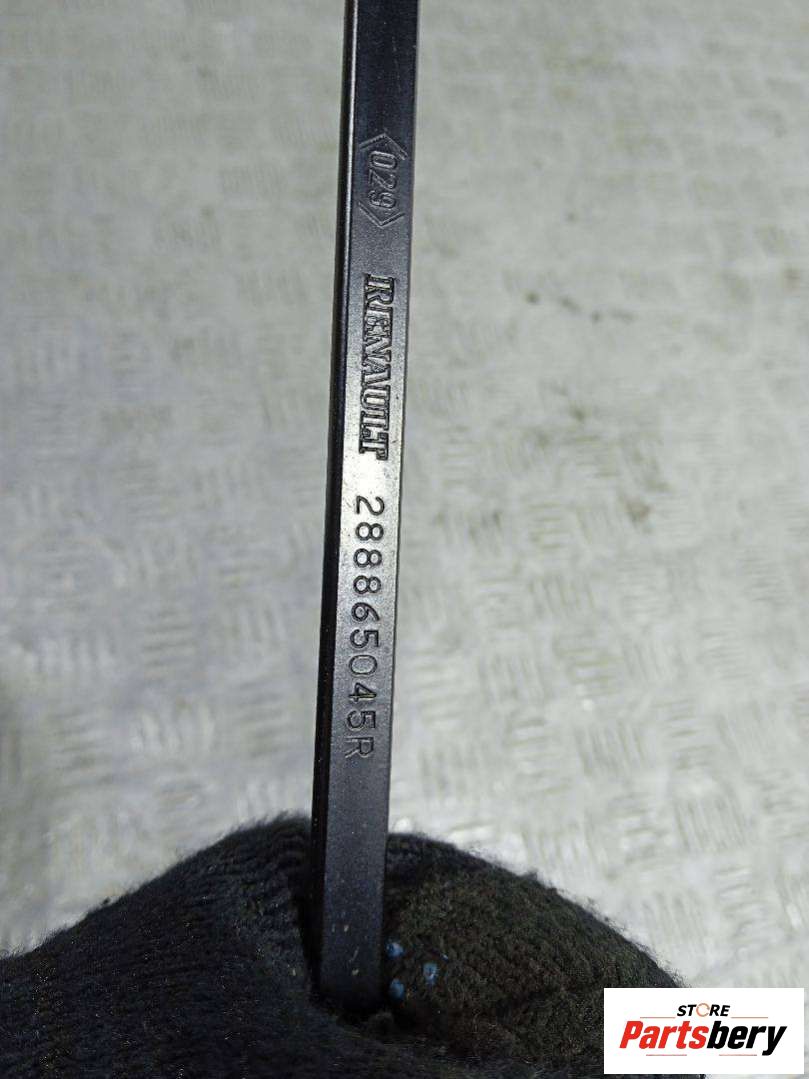 <029> RENAULT 288865045R
STORE
Partsbery